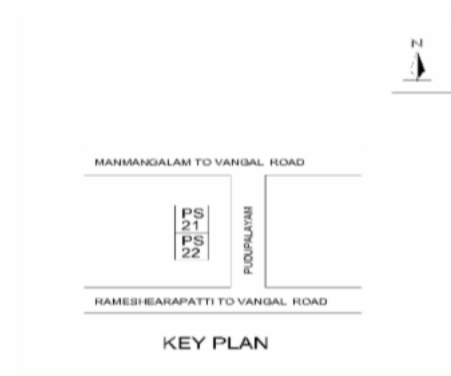 N
MANMANGALAM TO VANGAL ROAD
PS
21
PS
22
PUDUPALAYAM
RAMESHEARAPATTI TO VANGAL ROAD
KEY PLAN